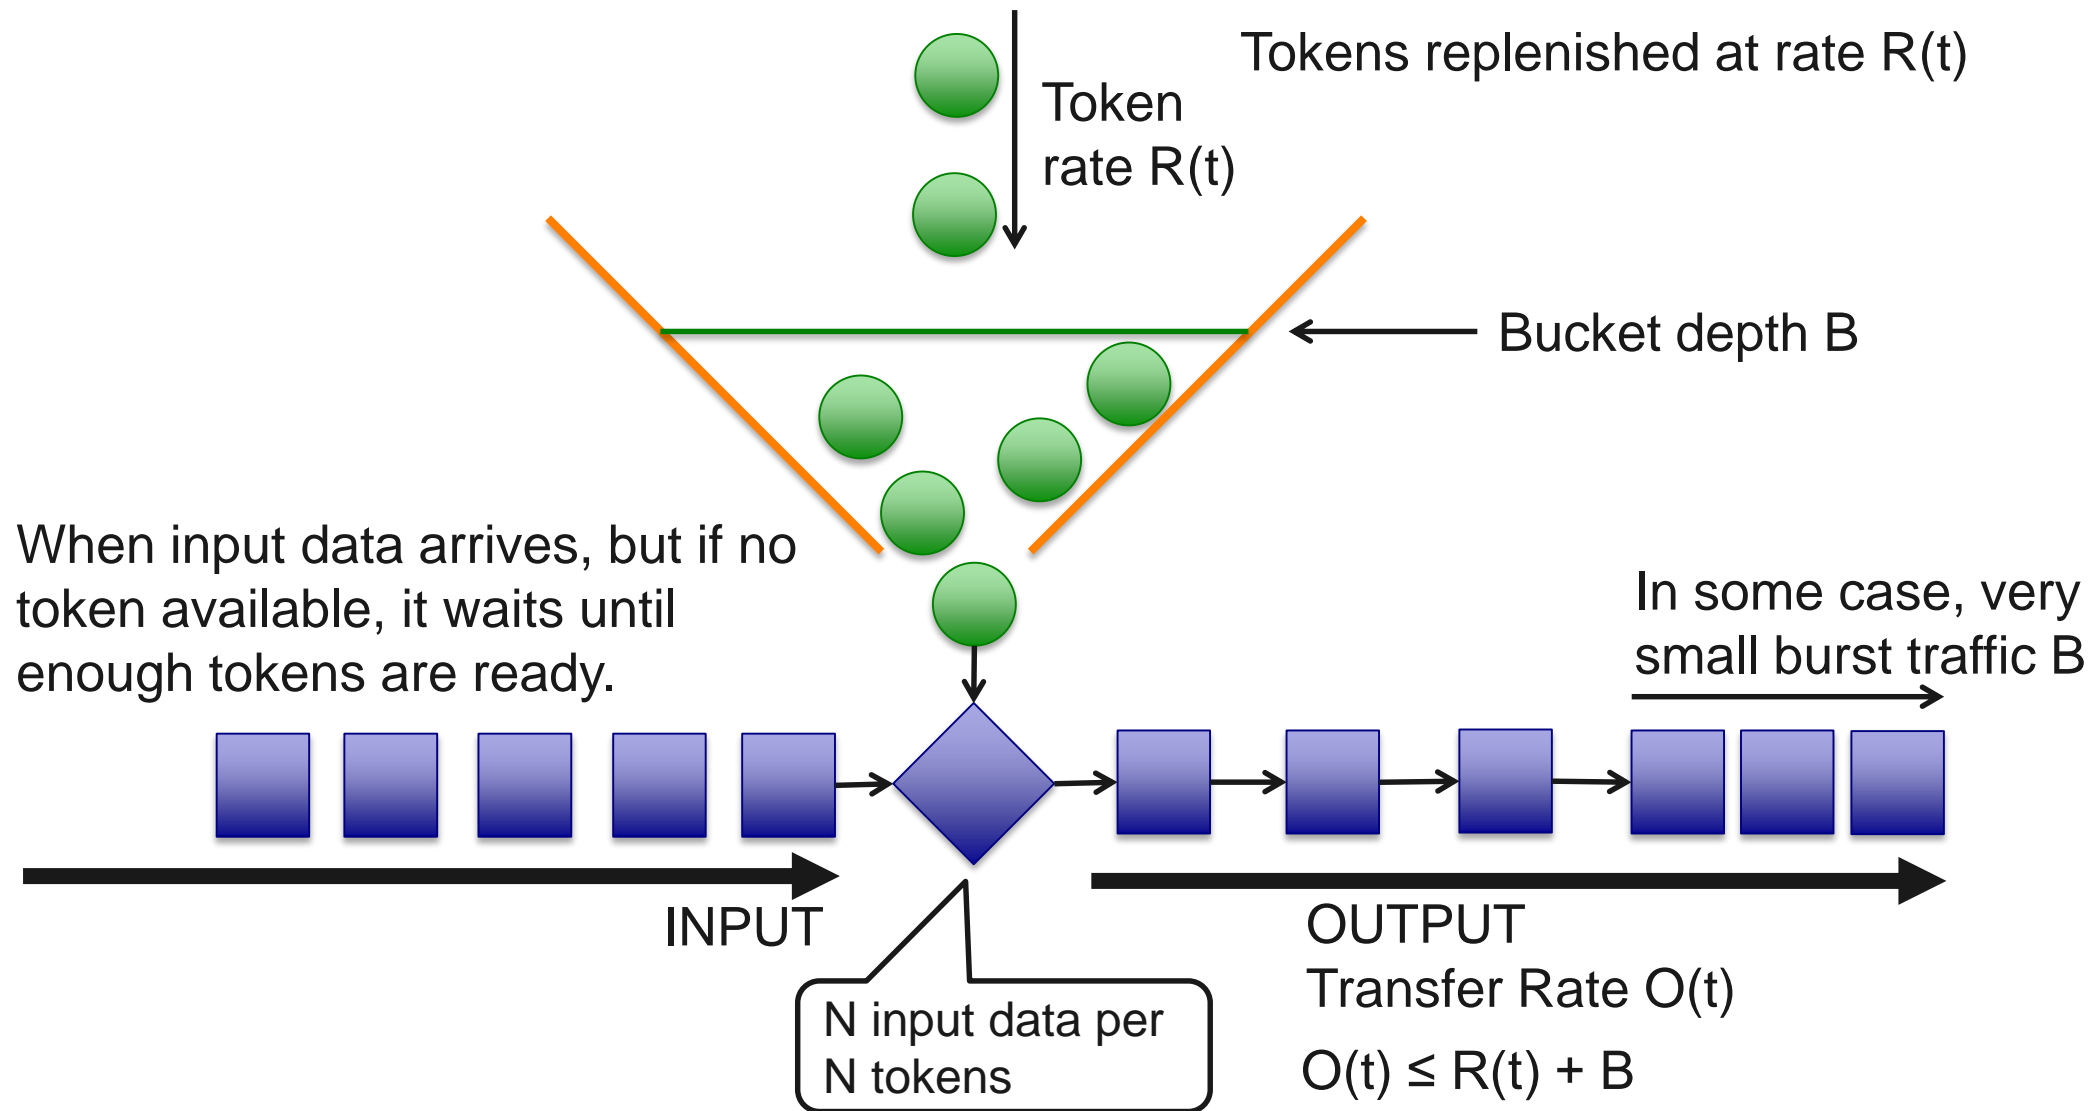 Tokens replenished at rate R(t)
Token
rate R(t)
Bucket depth B
When input data arrives, but if no
token available, it waits until
enough tokens are ready.
In some case, very
small burst traffic B
INPUT
OUTPUT
Transfer Rate O(t)
O(t) ≤ R(t) + B
N input data per
N tokens